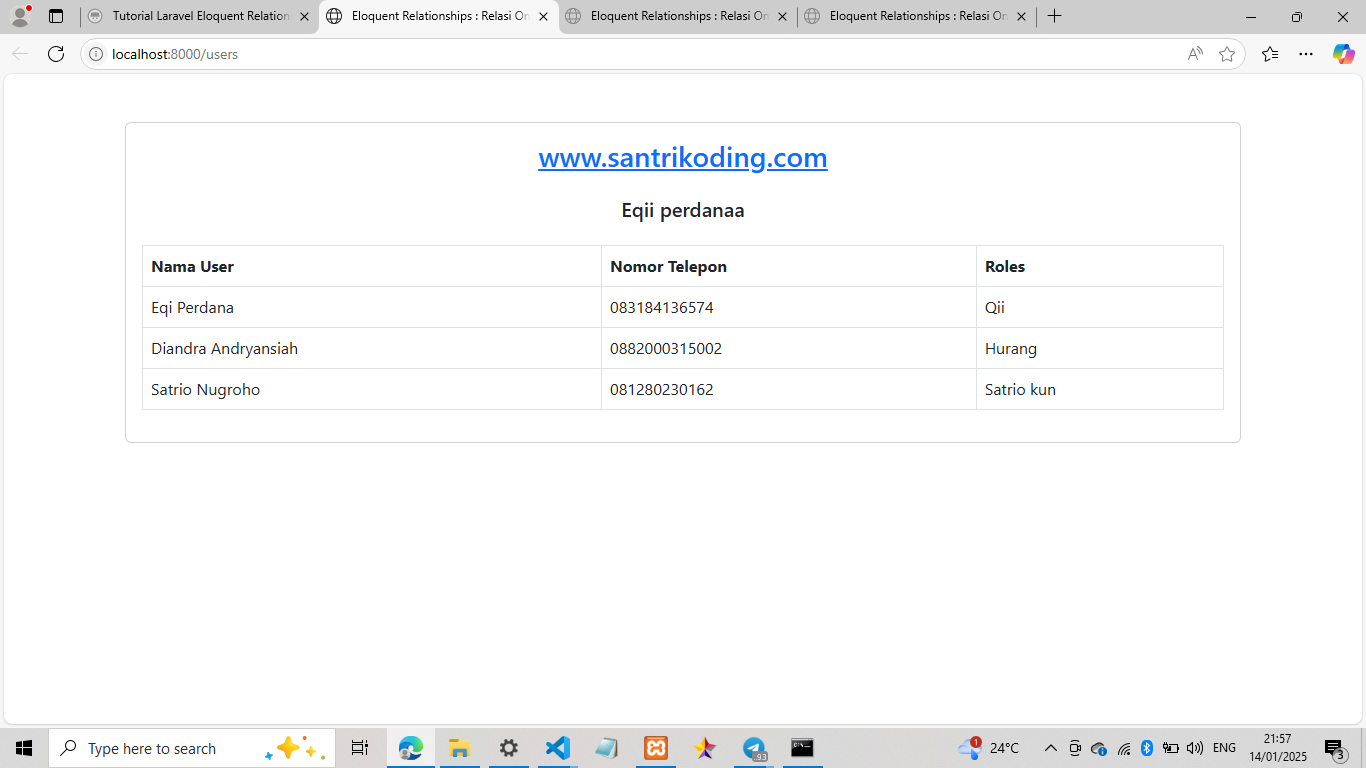 Tutorial Laravel Eloquent Relation
Eloquent Relationships : Relasi On
Eloquent Relationships : Relasi On
Eloquent Relationships : Relasi On
localhost:8000/users
www.santrikoding.com
Eqii perdanaa
Nama User Nomor Telepon Roles
Eqi Perdana 083184136574 Qii
Diandra Andryansiah 0882000315002 Hurang
Satrio Nugroho 081280230162 Satrio kun
Type here to search
.93
1
24°C
ENG
21:57
14/01/2025
3